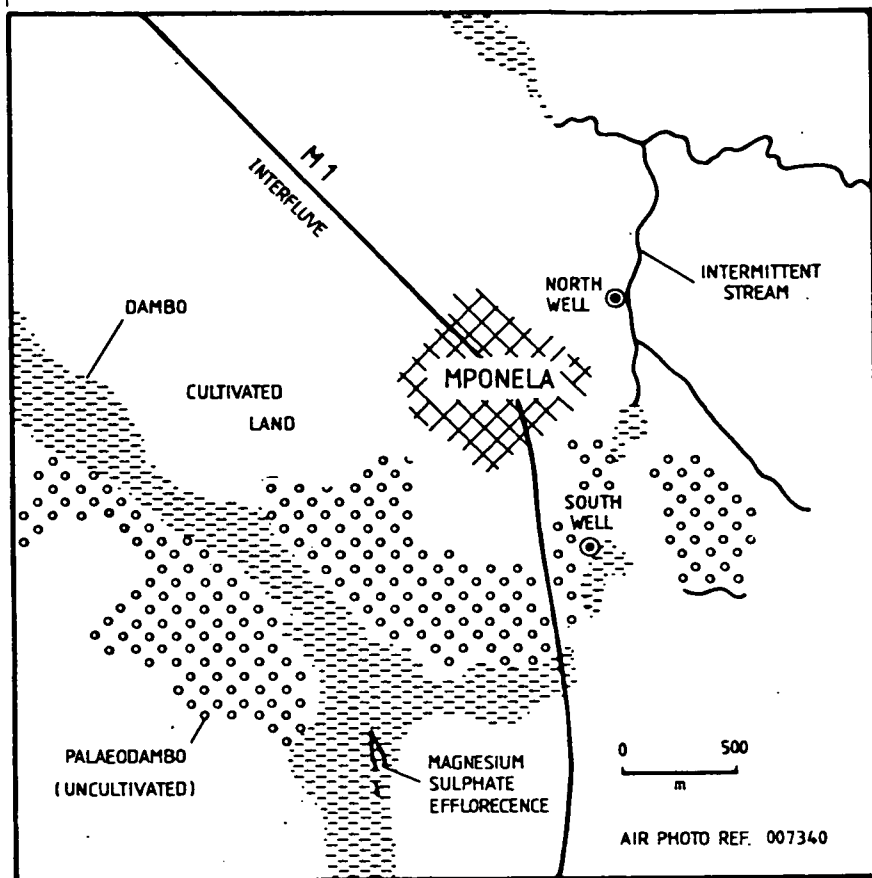 M1
INTERFLUVE
DAMBO
NORTH
WELL
INTERMITTENT
STREAM
CULTIVATED
LAND
MPONELA
SOUTH
WELL
PALAEODAMBO
(UNCULTIVATED)
MAGNESIUM
SULPHATE
EFFLORECENCE
0 500
m
AIR PHOTO REF. 007340